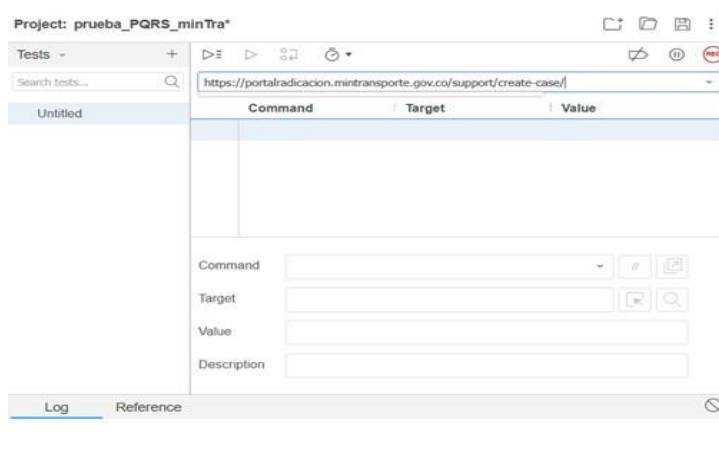 Project: prueba_PQRS_minTra*
Tests
Search tests...
https://portalradicacion.mintransporte.gov.co/support/create-case/
Untitled
Command Target Value
Command
//
Target
Value
Description
Log Reference
REC